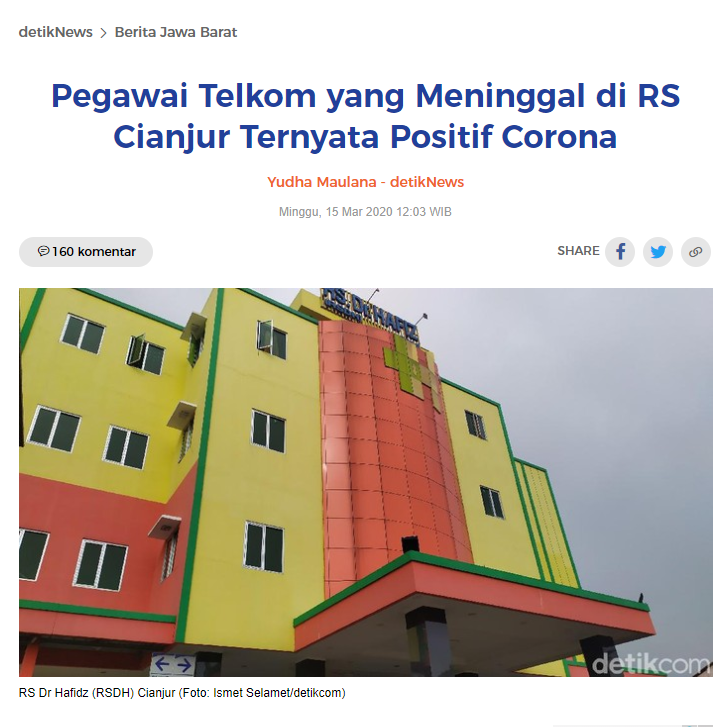 detikNews > Berita Jawa Barat
Pegawai Telkom yang Meninggal di RS
Cianjur Ternyata Positif Corona
Yudha Maulana - detikNews
Minggu, 15 Mar 2020 12:03 WIB
160 komentar
SHARE
RS. Dr. HAFIZ
detikcom
RS Dr Hafidz (RSDH) Cianjur (Foto: Ismet Selamet/detikcom)